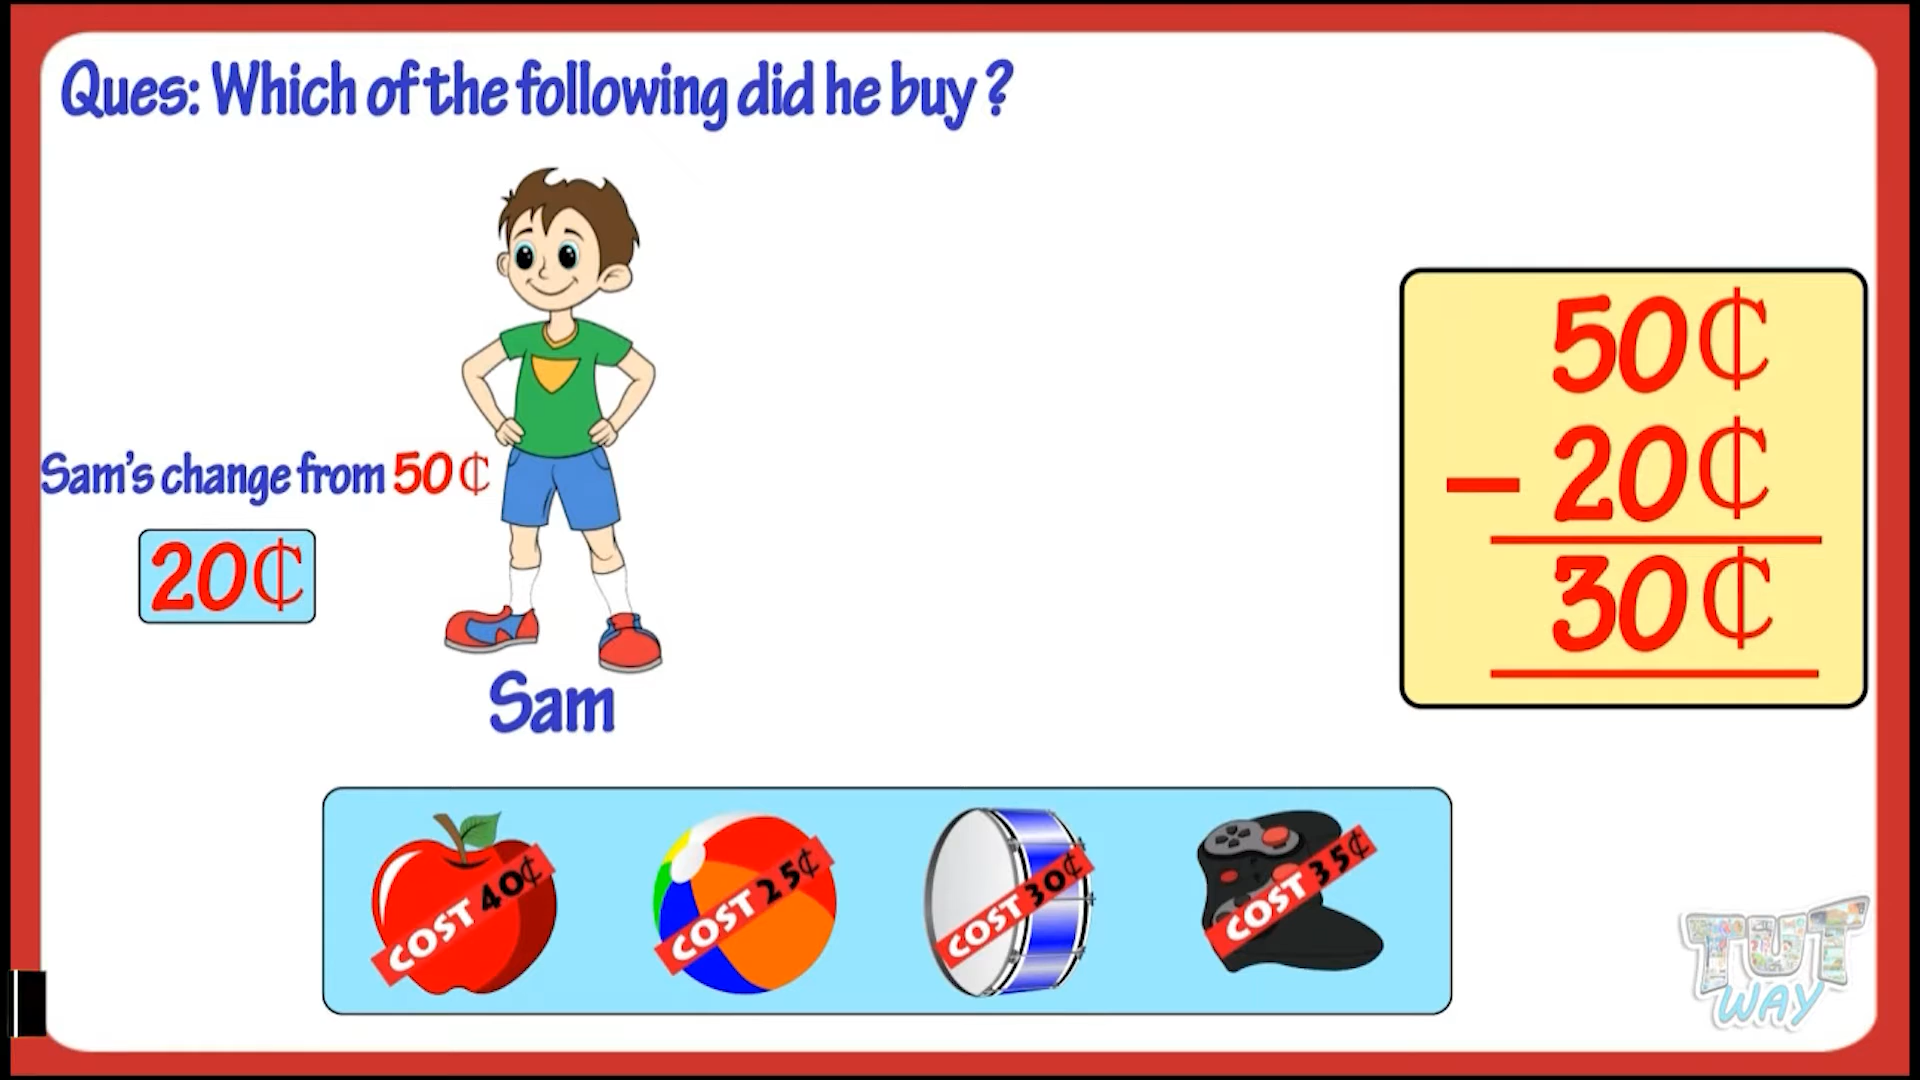 Ques: Which of the following did he buy ?
Sam's change from 50₵
20₵
Sam
50₵
– 20₵
30₵
COST 40₵
COST 25₵
COST 30₵
COST 35₵
TUT
WAY